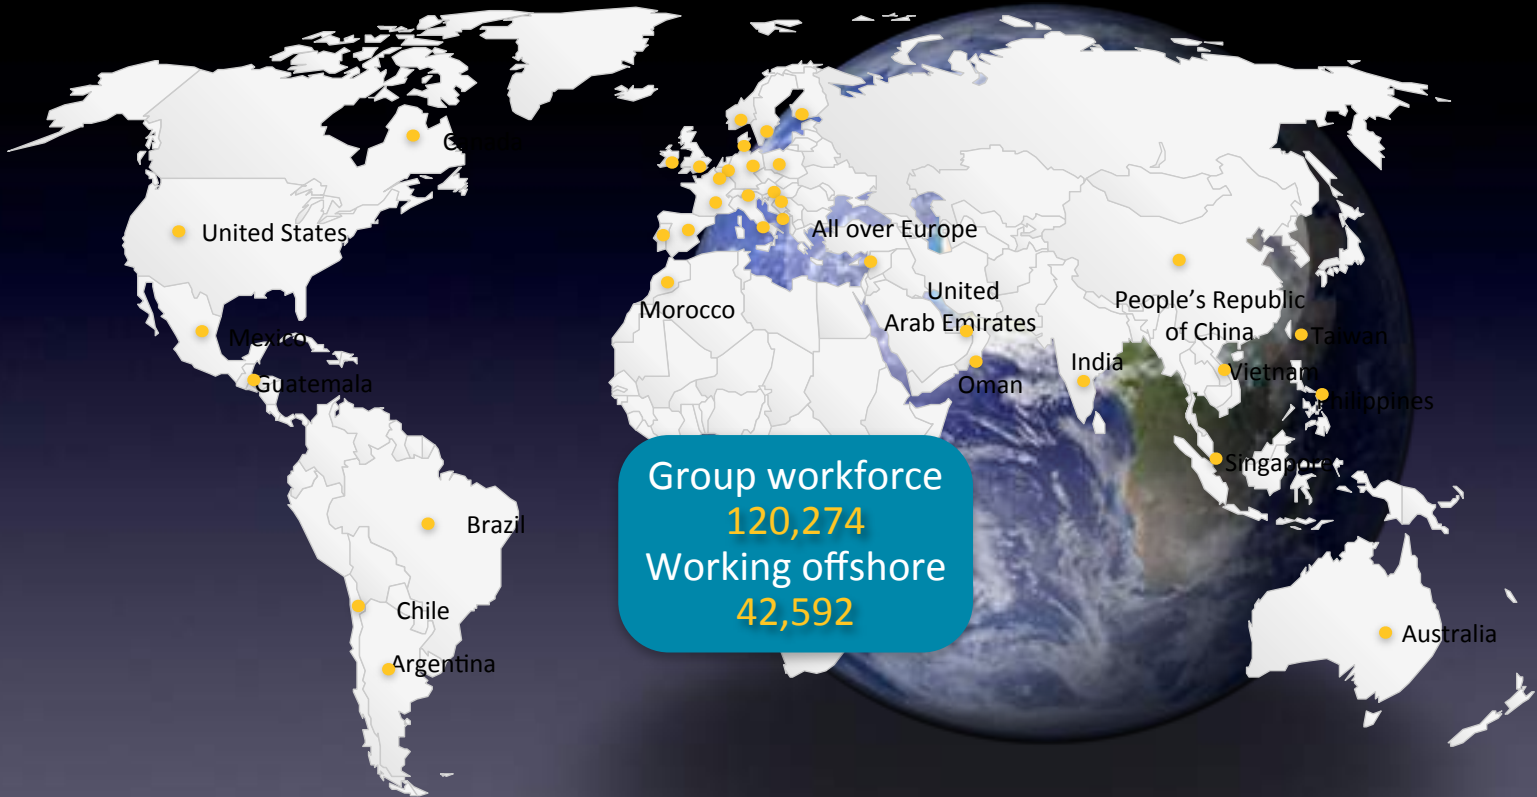 Canada
United States
All over Europe
United
Arab Emirates
Morocco
People’s Republic
of China
Mexico
Taiwan
Guatemala
India
Vietnam
Oman
Philippines
Group workforce
120,274
Working offshore
42,592
Singapore
Brazil
Chile
Australia
Argentina